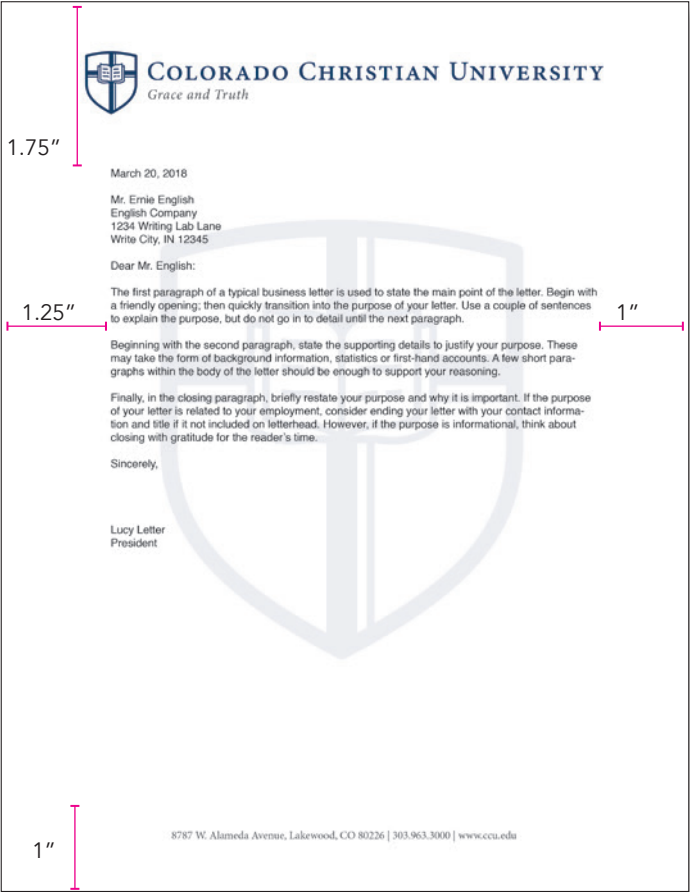 COLORADO CHRISTIAN UNIVERSITY
Grace and Truth
1.75″
March 20, 2018
Mr. Ernie English
English Company
1234 Writing Lab Lane
Write City, IN 12345
Dear Mr. English:
The first paragraph of a typical business letter is used to state the main point of the letter. Begin with
a friendly opening; then quickly transition into the purpose of your letter. Use a couple of sentences
to explain the purpose, but do not go in to detail until the next paragraph.
1.25″
1″
Beginning with the second paragraph, state the supporting details to justify your purpose. These
may take the form of background information, statistics or first-hand accounts. A few short para-
graphs within the body of the letter should be enough to support your reasoning.
Finally, in the closing paragraph, briefly restate your purpose and why it is important. If the purpose
of your letter is related to your employment, consider ending your letter with your contact informa-
tion and title if it not included on letterhead. However, if the purpose is informational, think about
closing with gratitude for the reader's time.
Sincerely,
Lucy Letter
President
8787 W. Alameda Avenue, Lakewood, CO 80226 | 303.963.3000 | www.ccu.edu
1″